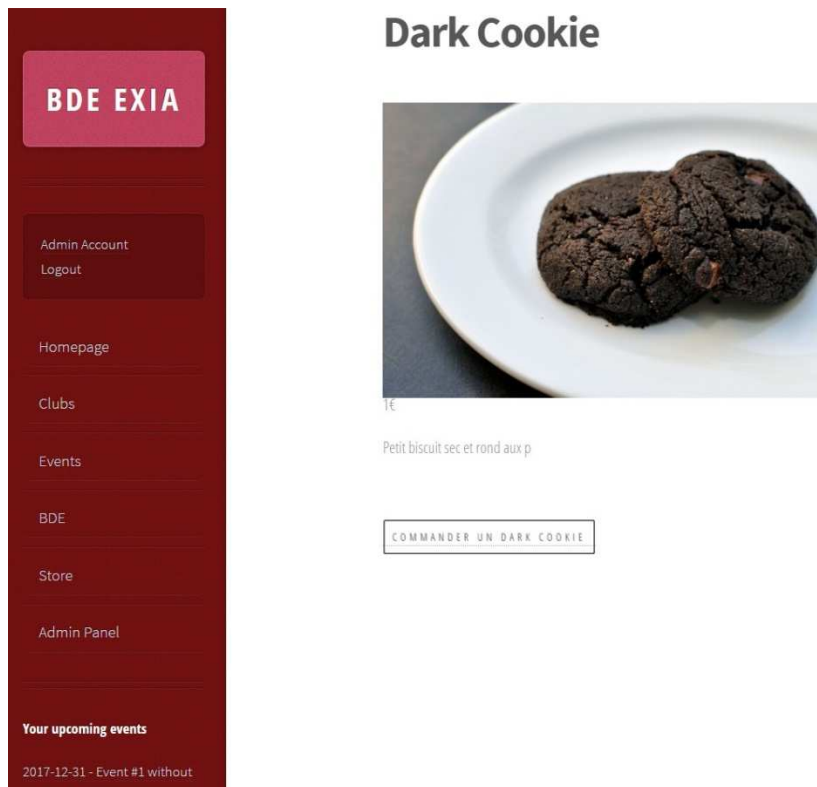 BDE EXIA
Admin Account
Logout
Homepage
Clubs
Events
BDE
Store
Admin Panel
Your upcoming events
2017-12-31 - Event #1 without
Dark Cookie
1€
Petit biscuit sec et rond aux p
COMMANDER UN DARK COOKIE